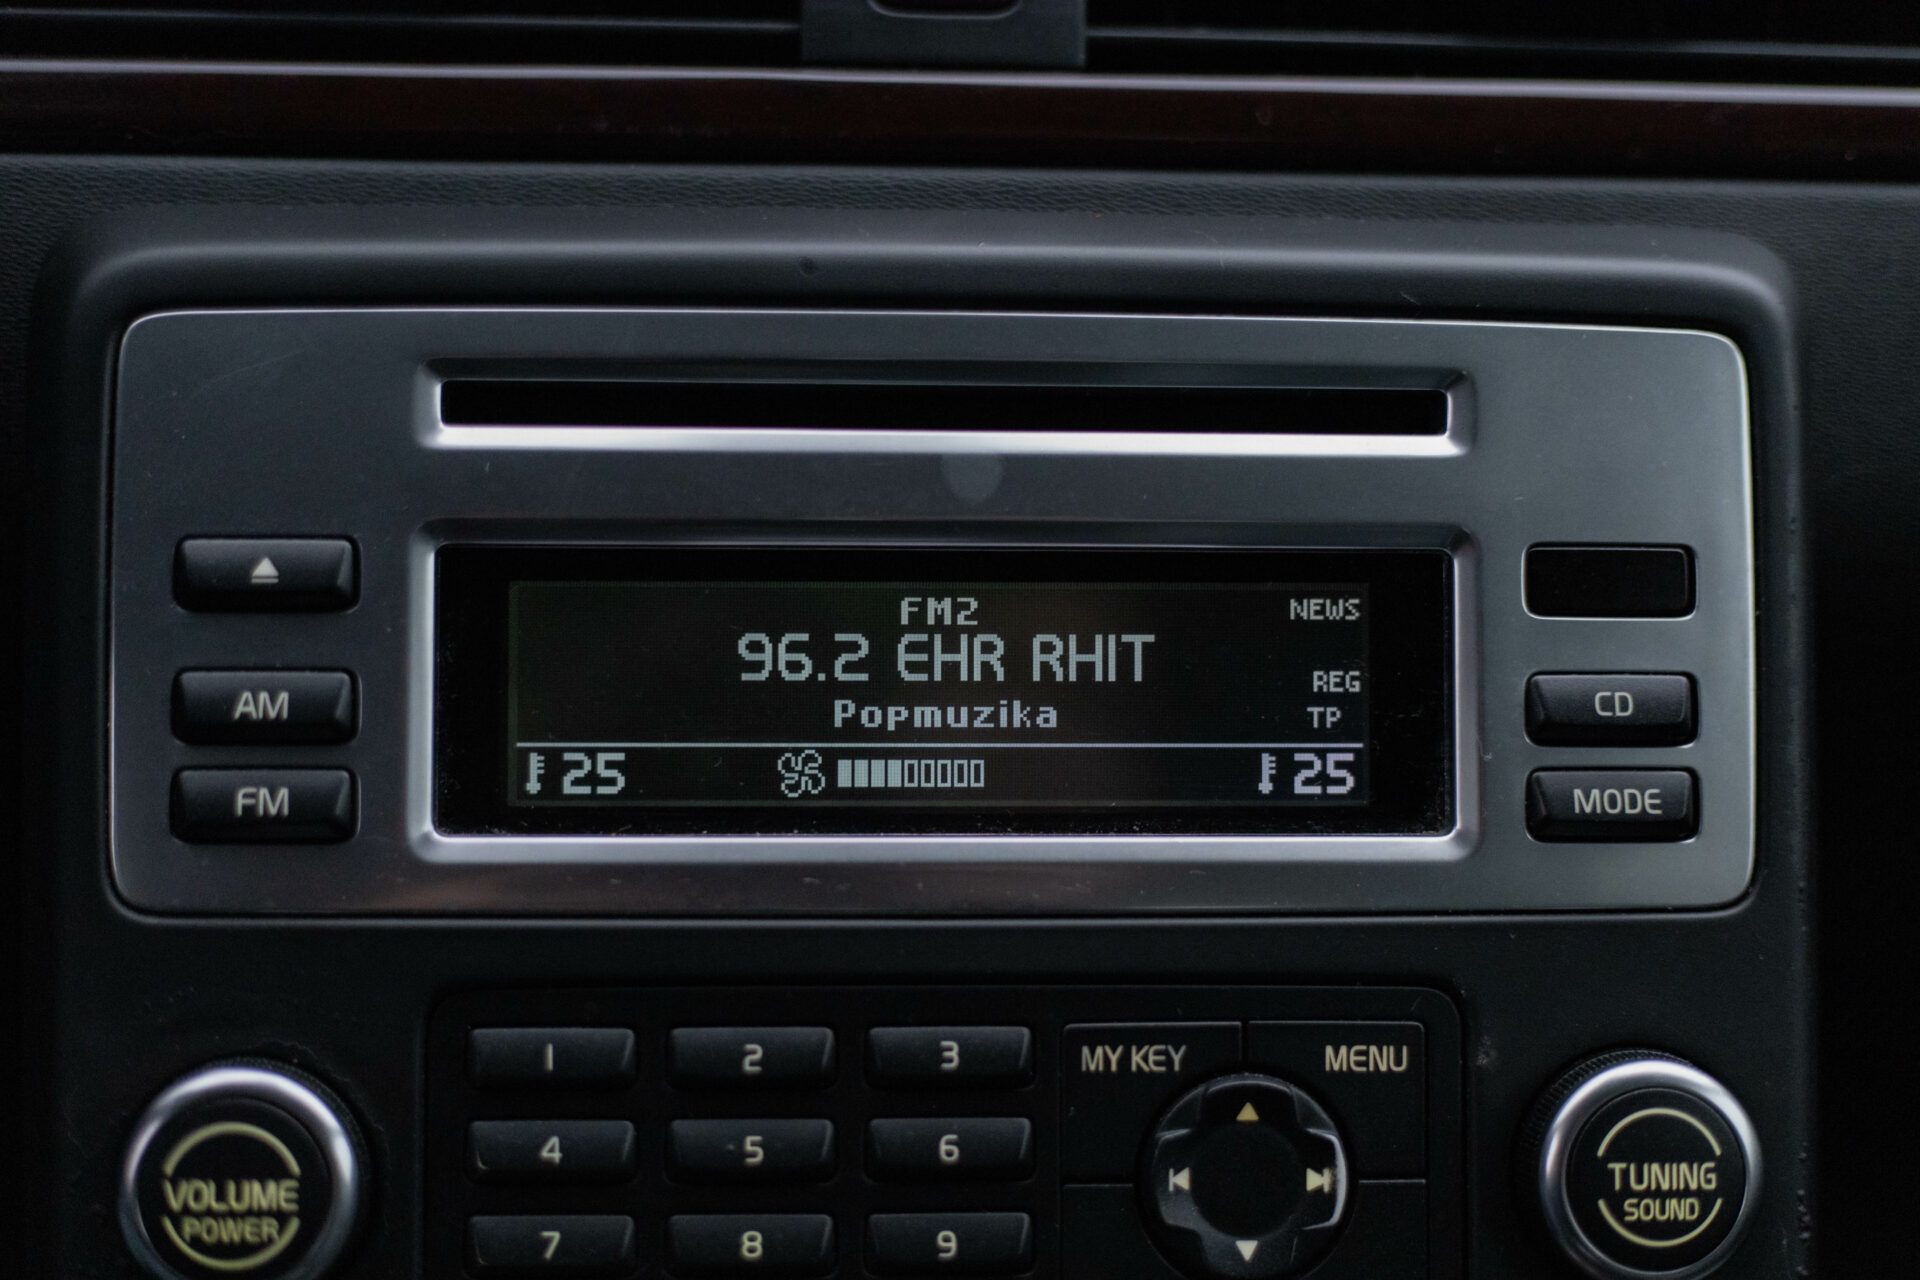 FM2
NEWS
96.2 EHR RHIT
REG
Popmuzika
TP
25
25
AM
FM
CD
MODE
1 2 3
4 5 6
7 8 9
MY KEY
MENU
VOLUME
POWER
TUNING
SOUND